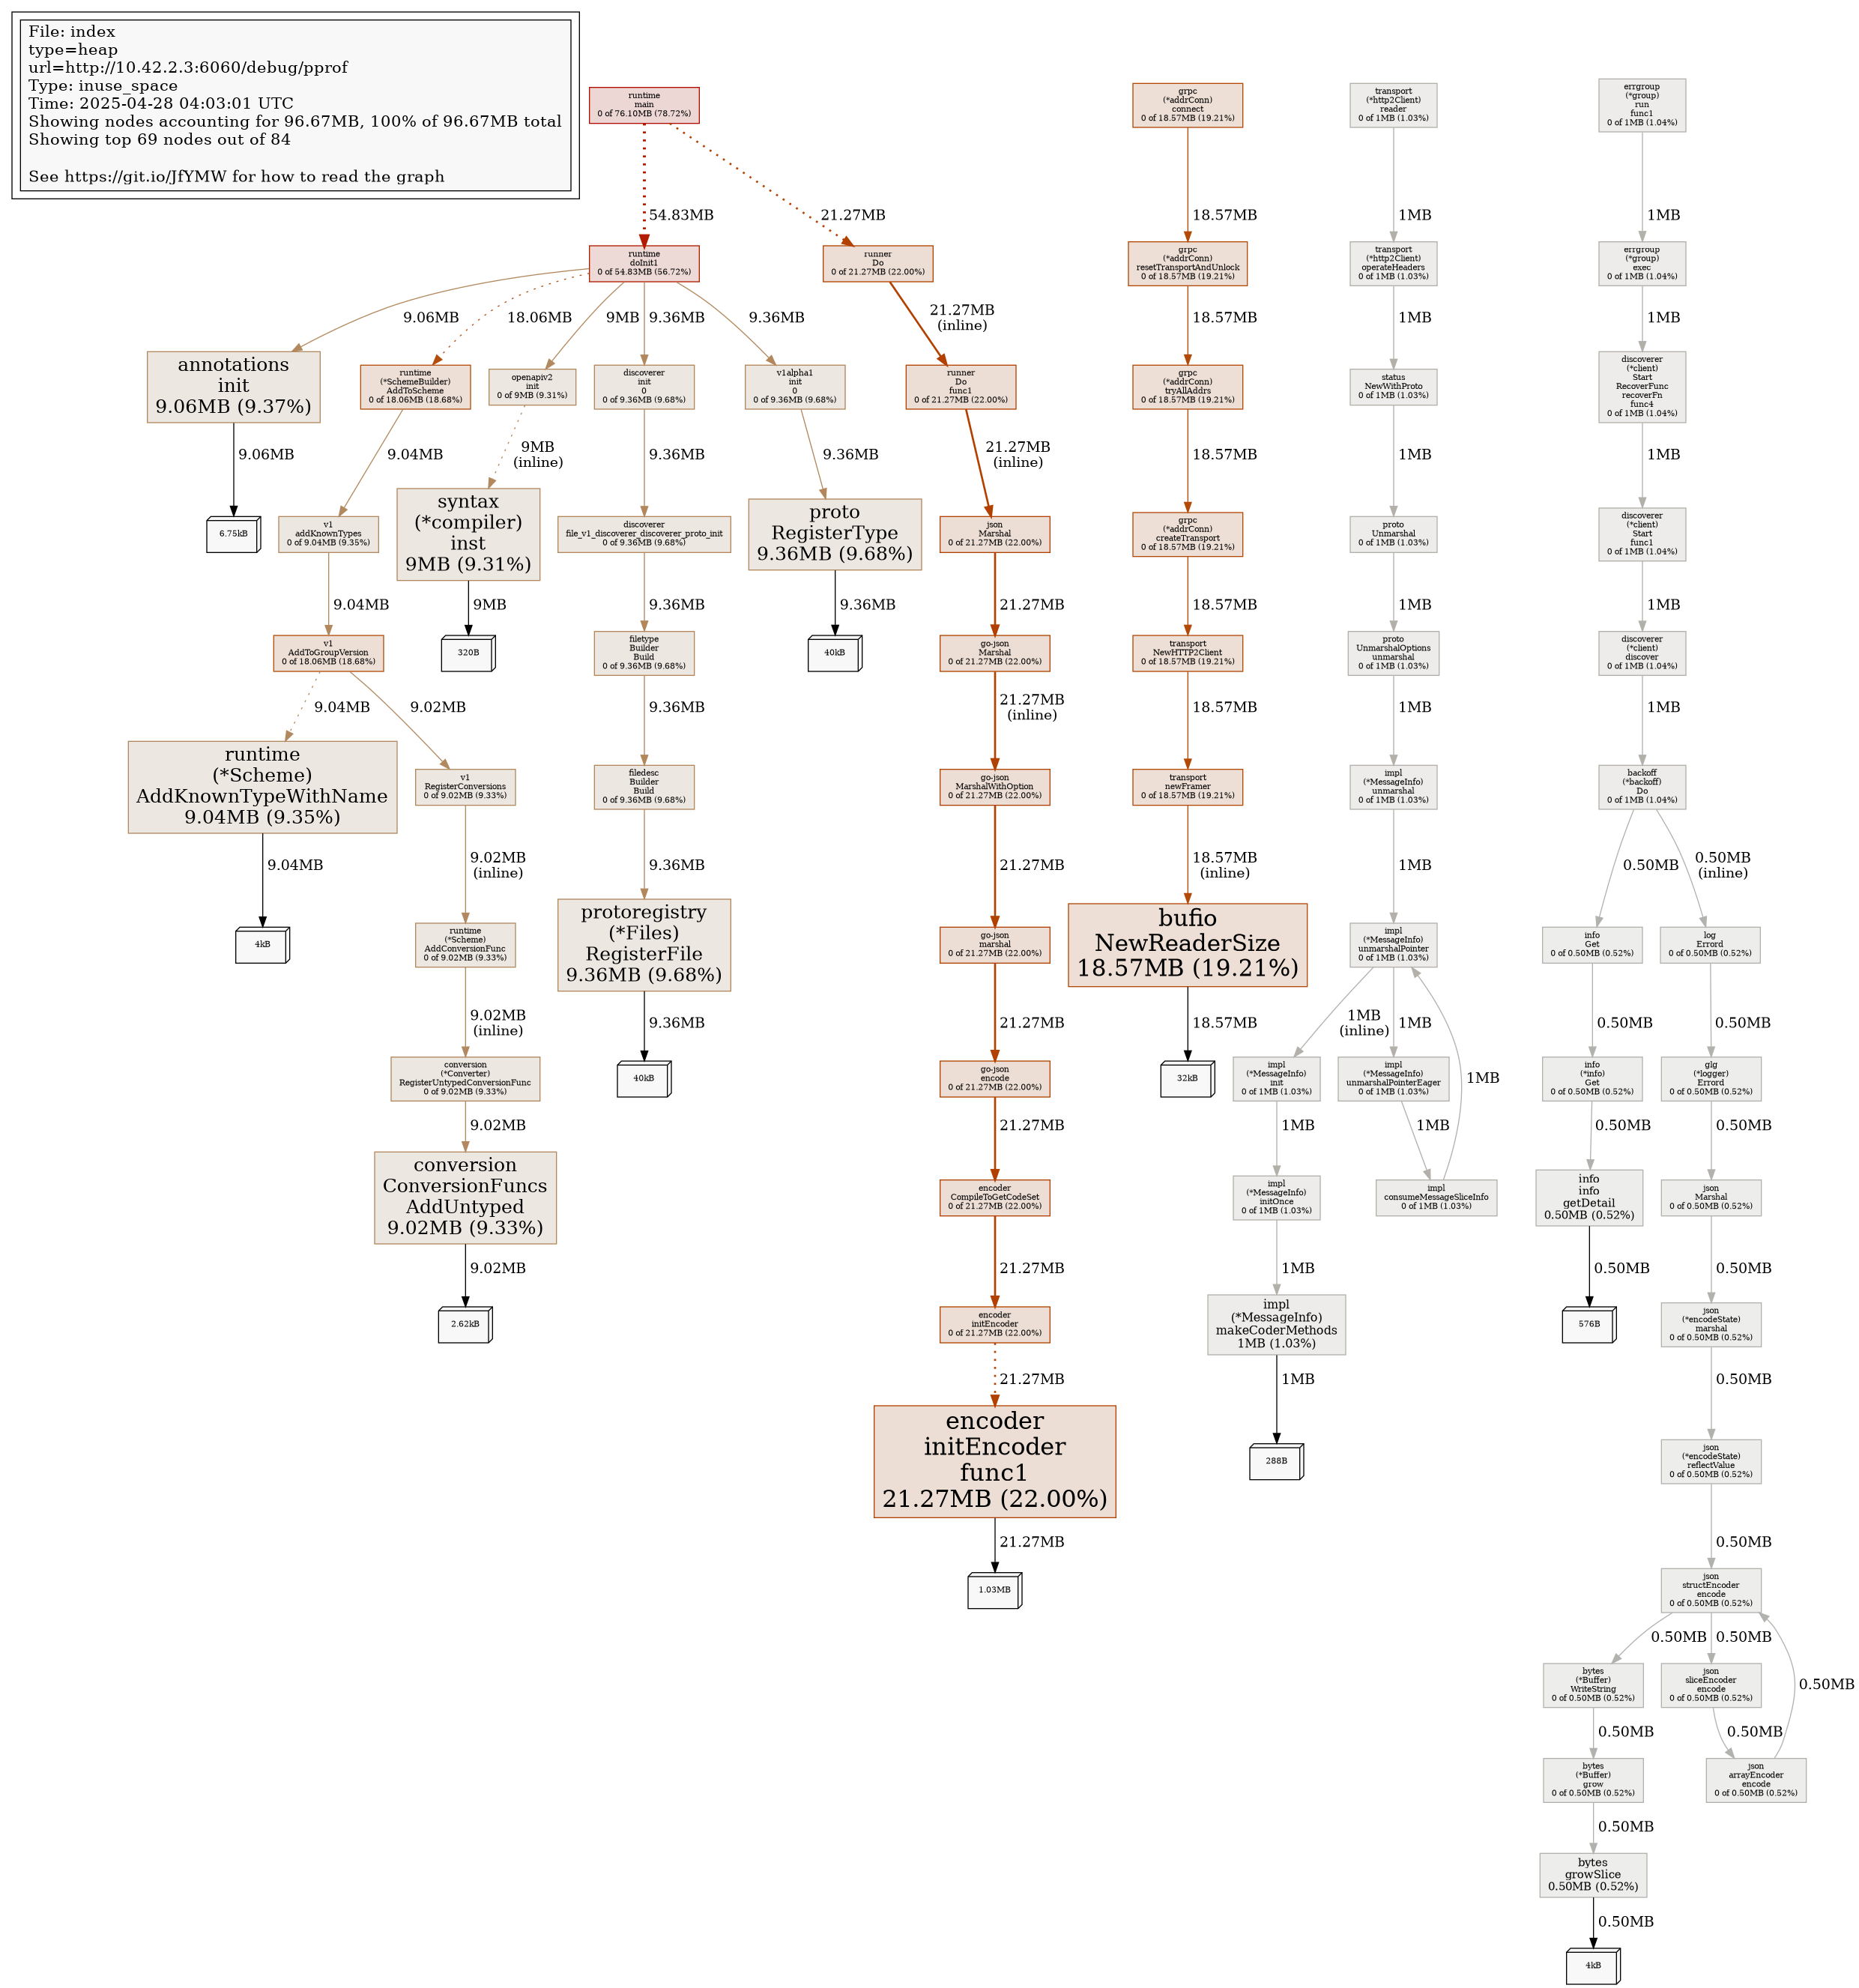 File: index
type=heap
url=http://10.42.2.3:6060/debug/pprof
Type: inuse_space
Time: 2025-04-28 04:03:01 UTC
Showing nodes accounting for 96.67MB, 100% of 96.67MB total
Showing top 69 nodes out of 84
See https://git.io/JfYMW for how to read the graph
runtime
main
0 of 76.10MB (78.72%)
54.83MB
21.27MB
runtime
doInit1
0 of 54.83MB (56.72%)
9.06MB
18.06MB
9MB
9.36MB
9.36MB
annotations
init
9.06MB (9.37%)
9.06MB
6.75kB
runtime
(*SchemeBuilder)
AddToScheme
0 of 18.06MB (18.68%)
9.04MB
v1
addKnownTypes
0 of 9.04MB (9.35%)
9.04MB
v1
AddToGroupVersion
0 of 18.06MB (18.68%)
9.04MB
9.02MB
runtime
(*Scheme)
AddKnownTypeWithName
9.04MB (9.35%)
9.04MB
4kB
v1
RegisterConversions
0 of 9.02MB (9.33%)
9.02MB
(inline)
runtime
(*Scheme)
AddConversionFunc
0 of 9.02MB (9.33%)
9.02MB
(inline)
conversion
(*Converter)
RegisterUntypedConversionFunc
0 of 9.02MB (9.33%)
9.02MB
conversion
ConversionFuncs
AddUntyped
9.02MB (9.33%)
9.02MB
2.62kB
openapiv2
init
0 of 9MB (9.31%)
9MB
(inline)
syntax
(*compiler)
inst
9MB (9.31%)
9MB
320B
discoverer
init
0
0 of 9.36MB (9.68%)
9.36MB
discoverer
file_v1_discoverer_discoverer_proto_init
0 of 9.36MB (9.68%)
9.36MB
filetype
Builder
Build
0 of 9.36MB (9.68%)
9.36MB
filedesc
Builder
Build
0 of 9.36MB (9.68%)
9.36MB
protoregistry
(*Files)
RegisterFile
9.36MB (9.68%)
9.36MB
40kB
v1alpha1
init
0
0 of 9.36MB (9.68%)
9.36MB
proto
RegisterType
9.36MB (9.68%)
9.36MB
40kB
runner
Do
0 of 21.27MB (22.00%)
21.27MB
(inline)
runner
Do
func1
0 of 21.27MB (22.00%)
21.27MB
(inline)
json
Marshal
0 of 21.27MB (22.00%)
21.27MB
go-json
Marshal
0 of 21.27MB (22.00%)
21.27MB
(inline)
go-json
MarshalWithOption
0 of 21.27MB (22.00%)
21.27MB
go-json
marshal
0 of 21.27MB (22.00%)
21.27MB
go-json
encode
0 of 21.27MB (22.00%)
21.27MB
encoder
CompileToGetCodeSet
0 of 21.27MB (22.00%)
21.27MB
encoder
initEncoder
0 of 21.27MB (22.00%)
21.27MB
encoder
initEncoder
func1
21.27MB (22.00%)
21.27MB
1.03MB
grpc
(*addrConn)
connect
0 of 18.57MB (19.21%)
18.57MB
grpc
(*addrConn)
resetTransportAndUnlock
0 of 18.57MB (19.21%)
18.57MB
grpc
(*addrConn)
tryAllAddrs
0 of 18.57MB (19.21%)
18.57MB
grpc
(*addrConn)
createTransport
0 of 18.57MB (19.21%)
18.57MB
transport
NewHTTP2Client
0 of 18.57MB (19.21%)
18.57MB
transport
newFramer
0 of 18.57MB (19.21%)
18.57MB
(inline)
bufio
NewReaderSize
18.57MB (19.21%)
18.57MB
32kB
transport
(*http2Client)
reader
0 of 1MB (1.03%)
1MB
transport
(*http2Client)
operateHeaders
0 of 1MB (1.03%)
1MB
status
NewWithProto
0 of 1MB (1.03%)
1MB
proto
Unmarshal
0 of 1MB (1.03%)
1MB
proto
UnmarshalOptions
unmarshal
0 of 1MB (1.03%)
1MB
impl
(*MessageInfo)
unmarshal
0 of 1MB (1.03%)
1MB
impl
(*MessageInfo)
unmarshalPointer
0 of 1MB (1.03%)
1MB
(inline)
1MB
1MB
impl
(*MessageInfo)
init
0 of 1MB (1.03%)
1MB
impl
(*MessageInfo)
initOnce
0 of 1MB (1.03%)
1MB
impl
(*MessageInfo)
makeCoderMethods
1MB (1.03%)
1MB
288B
impl
(*MessageInfo)
unmarshalPointerEager
0 of 1MB (1.03%)
1MB
impl
consumeMessageSliceInfo
0 of 1MB (1.03%)
errgroup
(*group)
run
func1
0 of 1MB (1.04%)
1MB
errgroup
(*group)
exec
0 of 1MB (1.04%)
1MB
discoverer
(*client)
Start
RecoverFunc
recoverFn
func4
0 of 1MB (1.04%)
1MB
discoverer
(*client)
Start
func1
0 of 1MB (1.04%)
1MB
discoverer
(*client)
discover
0 of 1MB (1.04%)
1MB
backoff
(*backoff)
Do
0 of 1MB (1.04%)
0.50MB
0.50MB
(inline)
info
Get
0 of 0.50MB (0.52%)
0.50MB
info
(*info)
Get
0 of 0.50MB (0.52%)
0.50MB
info
info
getDetail
0.50MB (0.52%)
0.50MB
576B
log
Errord
0 of 0.50MB (0.52%)
0.50MB
glg
(*logger)
Errord
0 of 0.50MB (0.52%)
0.50MB
json
Marshal
0 of 0.50MB (0.52%)
0.50MB
json
(*encodeState)
marshal
0 of 0.50MB (0.52%)
0.50MB
json
(*encodeState)
reflectValue
0 of 0.50MB (0.52%)
0.50MB
json
structEncoder
encode
0 of 0.50MB (0.52%)
0.50MB
0.50MB
0.50MB
bytes
(*Buffer)
WriteString
0 of 0.50MB (0.52%)
0.50MB
json
sliceEncoder
encode
0 of 0.50MB (0.52%)
0.50MB
bytes
(*Buffer)
grow
0 of 0.50MB (0.52%)
0.50MB
json
arrayEncoder
encode
0 of 0.50MB (0.52%)
bytes
growSlice
0.50MB (0.52%)
0.50MB
4kB